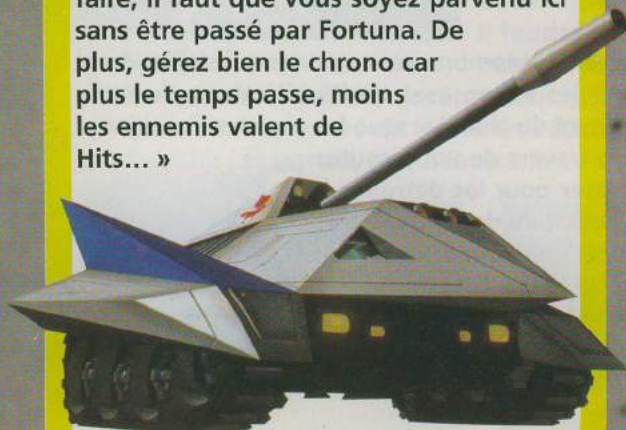 faire, il faut que vous soyez parvenu ici
sans être passé par Fortuna. De
plus, gérez bien le chrono car
plus le temps passe, moins
les ennemis valent de
Hits... »